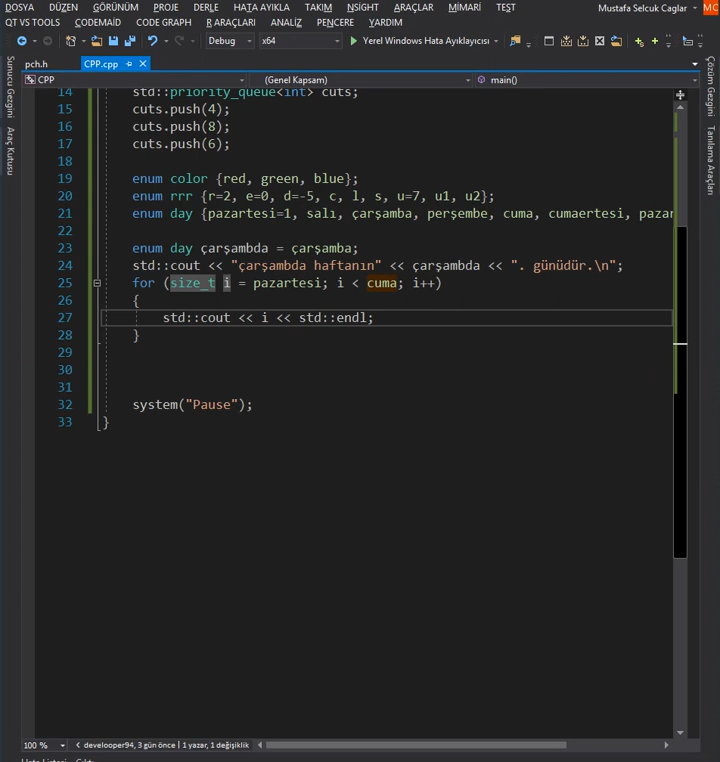 DOSYA DÜZEN GÖRÜNÜM PROJE DERLE HATA AYIKLA TAKIM NSIGHT ARAÇLAR MİMARİ TEST Mustafa Selcuk Caglar MC
QT VS TOOLS CODEMAID CODE GRAPH R ARAÇLARI ANALİZ PENCERE YARDIM
Debug x64 Yerel Windows Hata Ayıklayıcısı
pch.h CPP.cpp
CPP (Genel Kapsam) main()
Sunucu Gezgini
Araç Kutusu
Çözüm Gezgini
Tanılama Araçları
14 std::priority_queue<int> cuts;
15 cuts.push(4);
16 cuts.push(8);
17 cuts.push(6);
18
19 enum color {red, green, blue};
20 enum rrr {r=2, e=0, d=-5, c, l, s, u=7, u1, u2};
21 enum day {pazartesi=1, salı, çarşamba, perşembe, cuma, cumaertesi, pazar
22
23 enum day çarşambda = çarşamba;
24 std::cout << "çarşambda haftanın" << çarşambda << ". günüdür.\n";
25 for (size_t i = pazartesi; i < cuma; i++)
26 {
27 std::cout << i << std::endl;
28 }
29
30
31
32 system("Pause");
33 }
100 % develooper94, 3 gün önce | 1 yazar, 1 değişiklik